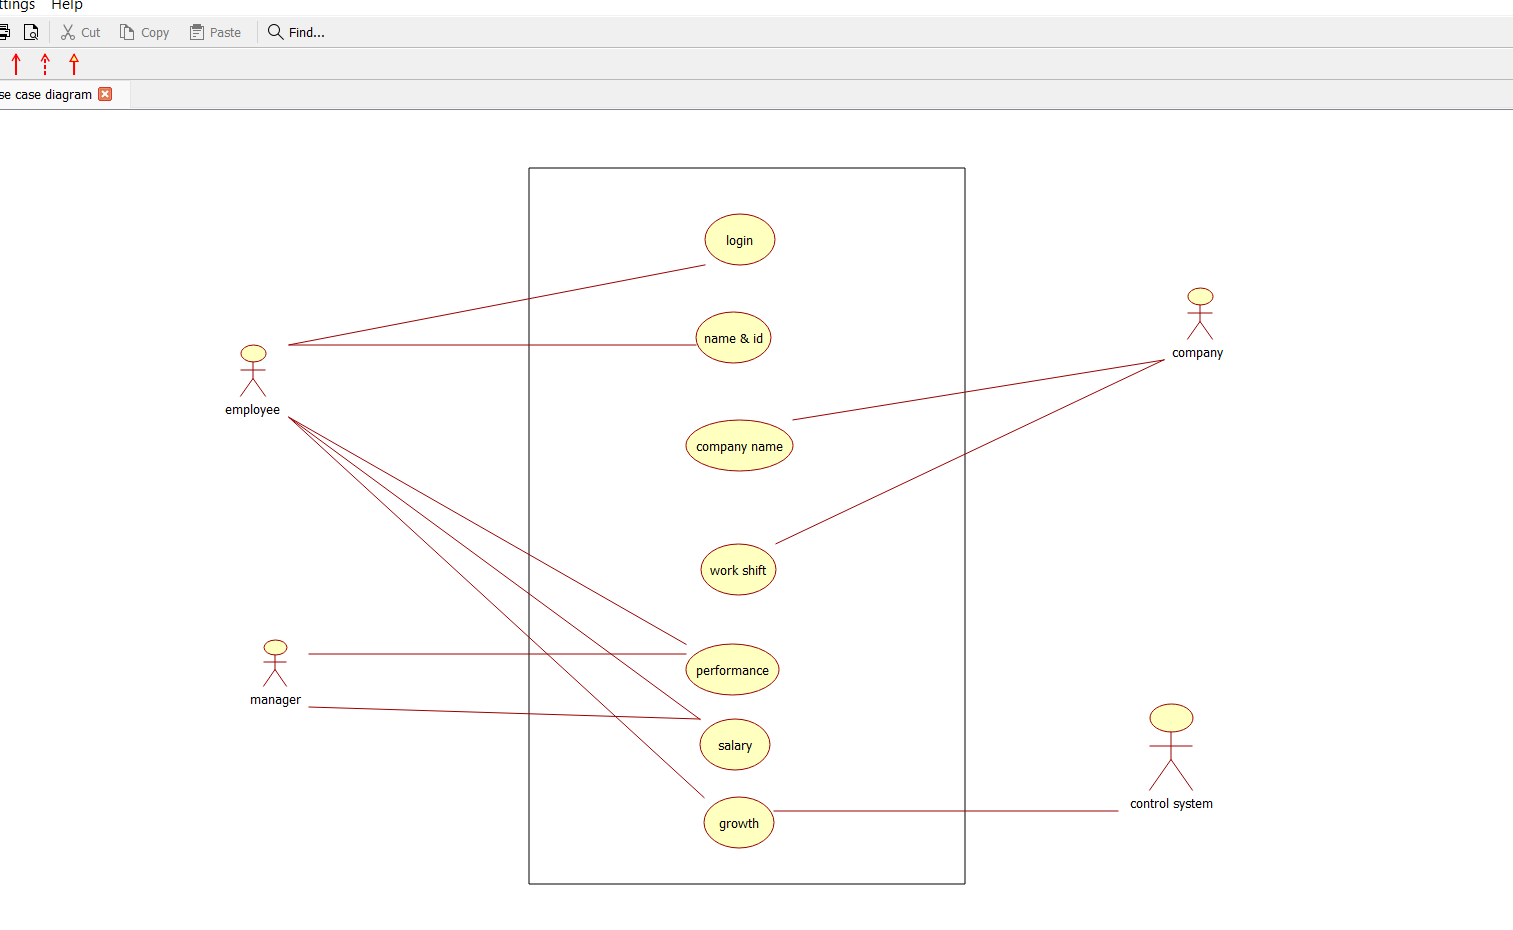 ttings Help
Cut Copy Paste Find...
se case diagram
login
name & id
company
employee
company name
work shift
performance
manager
salary
control system
growth